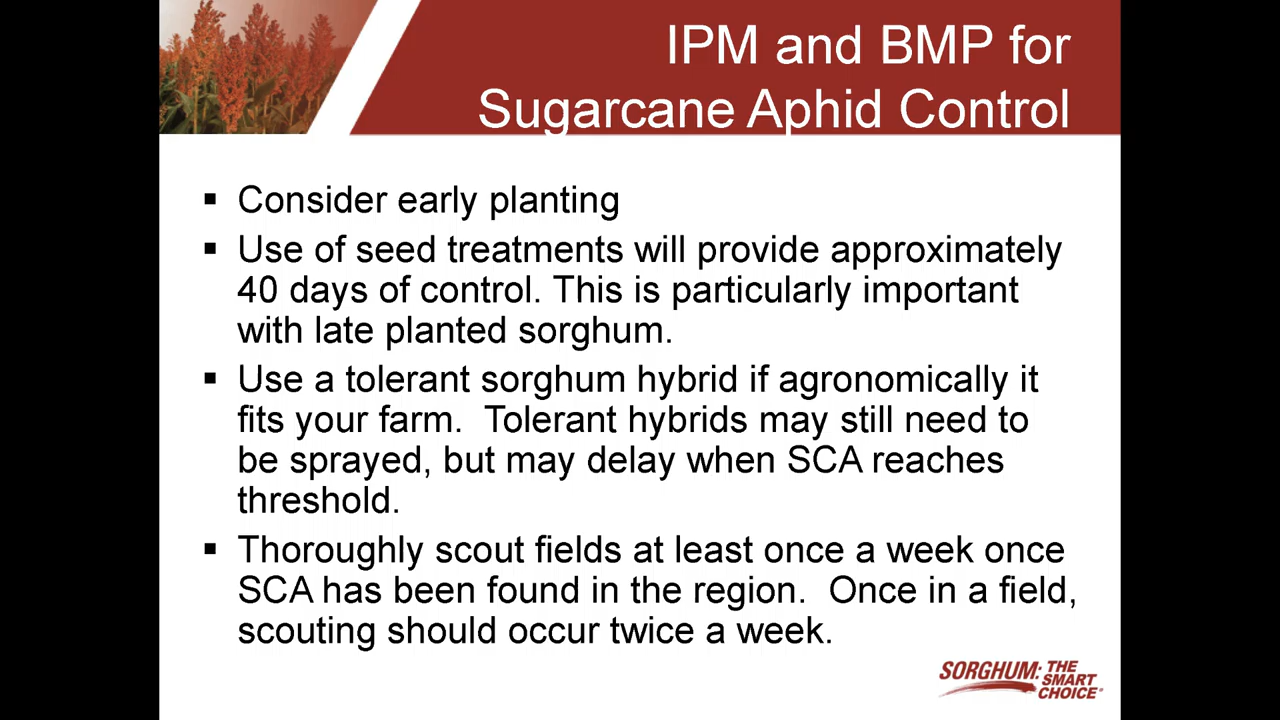 IPM and BMP for
Sugarcane Aphid Control
▪ Consider early planting
▪ Use of seed treatments will provide approximately
40 days of control. This is particularly important
with late planted sorghum.
▪ Use a tolerant sorghum hybrid if agronomically it
fits your farm.  Tolerant hybrids may still need to
be sprayed, but may delay when SCA reaches
threshold.
▪ Thoroughly scout fields at least once a week once
SCA has been found in the region.  Once in a field,
scouting should occur twice a week.
SORGHUM: THE
SMART
CHOICE